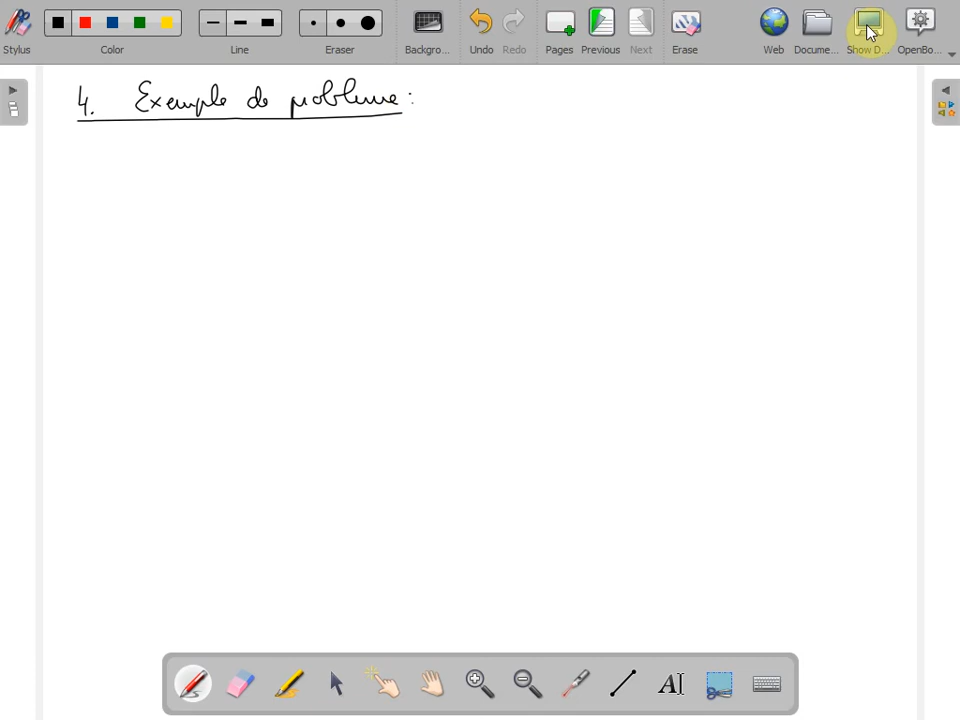 Stylus Color Line Eraser Backgro... Undo Redo Pages Previous Next Erase Web Docume... Show D... OpenBo...
4. Exemple de problème :
AI